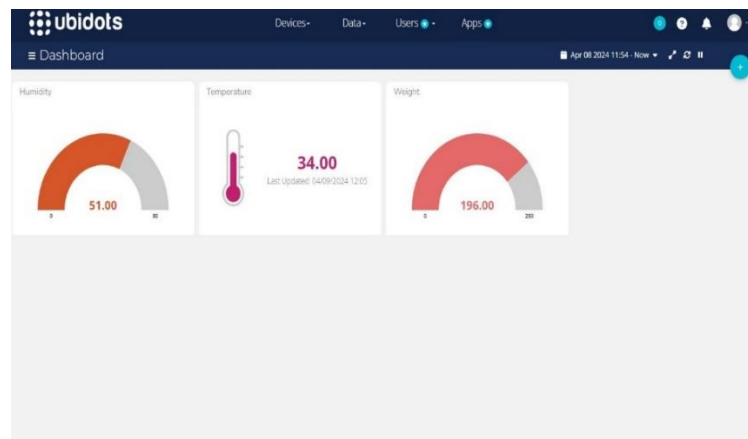 ubidots
Devices Data Users Apps
Dashboard
Apr 08 2024 11:54 - Now
Humidity
51.00
0
80
Temperature
34.00
Last Updated: 04/09/2024 12:05
Weight
196.00
0
250